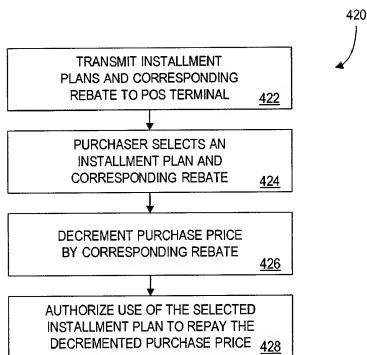 420
TRANSMIT INSTALLMENT
PLANS AND CORRESPONDING
REBATE TO POS TERMINAL 422
PURCHASER SELECTS AN
INSTALLMENT PLAN AND
CORRESPONDING REBATE 424
DECREMENT PURCHASE PRICE
BY CORRESPONDING REBATE
426
AUTHORIZE USE OF THE SELECTED
INSTALLMENT PLAN TO REPAY THE
DECREMENTED PURCHASE PRICE 428